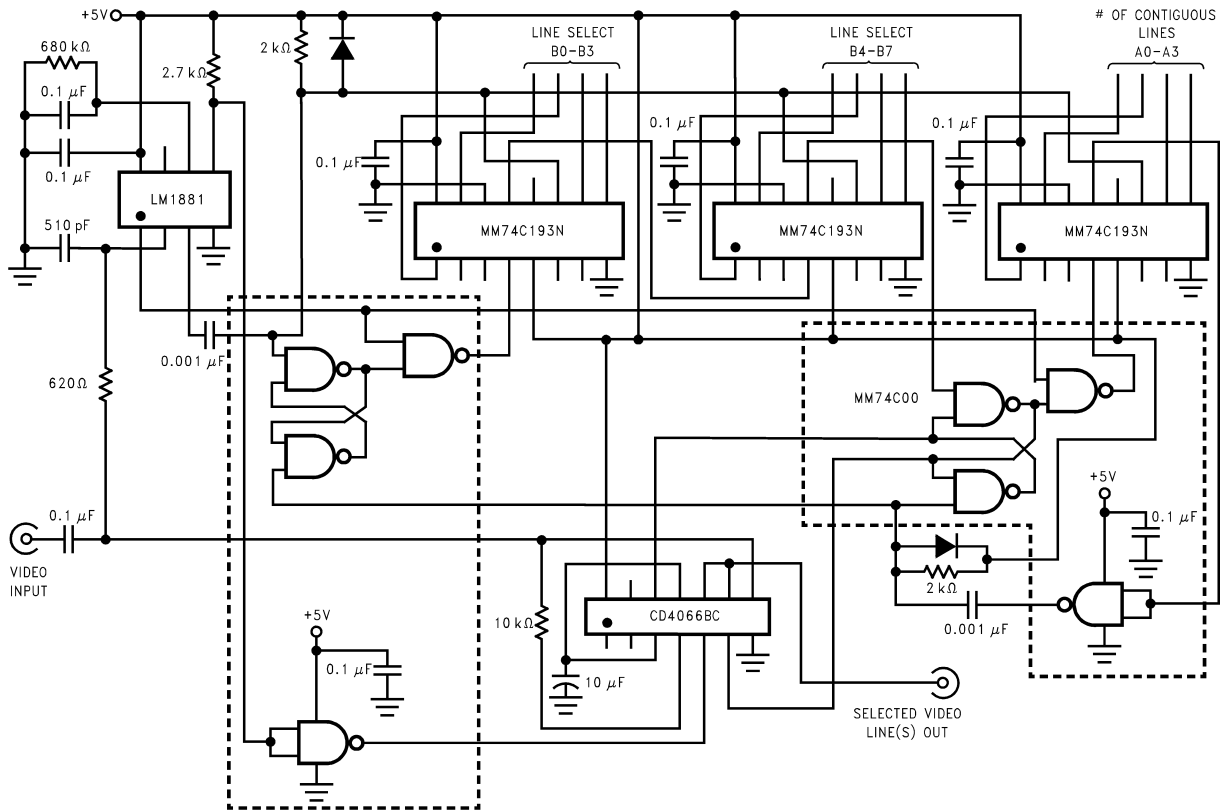 +5V
# OF CONTIGUOUS
LINES
A0-A3
LINE SELECT
B0-B3
LINE SELECT
B4-B7
680 kΩ
2.7 kΩ
2 kΩ
0.1 μF
0.1 μF
0.1 μF
0.1 μF
0.1 μF
LM1881
510 pF
MM74C193N
MM74C193N
MM74C193N
0.001 μF
620Ω
MM74C00
+5V
0.1 μF
0.1 μF
VIDEO
INPUT
2 kΩ
0.001 μF
10 kΩ
CD4066BC
+5V
0.1 μF
10 μF
SELECTED VIDEO
LINE(S) OUT